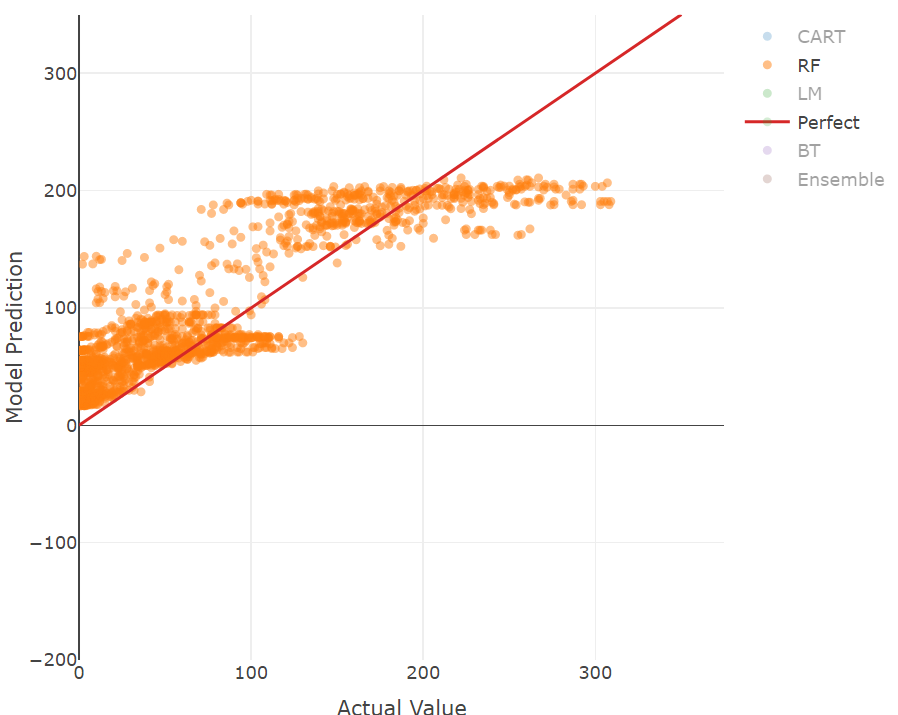 300
200
100
0
−100
−200
0 100 200 300
Model Prediction
Actual Value
CART
RF
LM
Perfect
BT
Ensemble